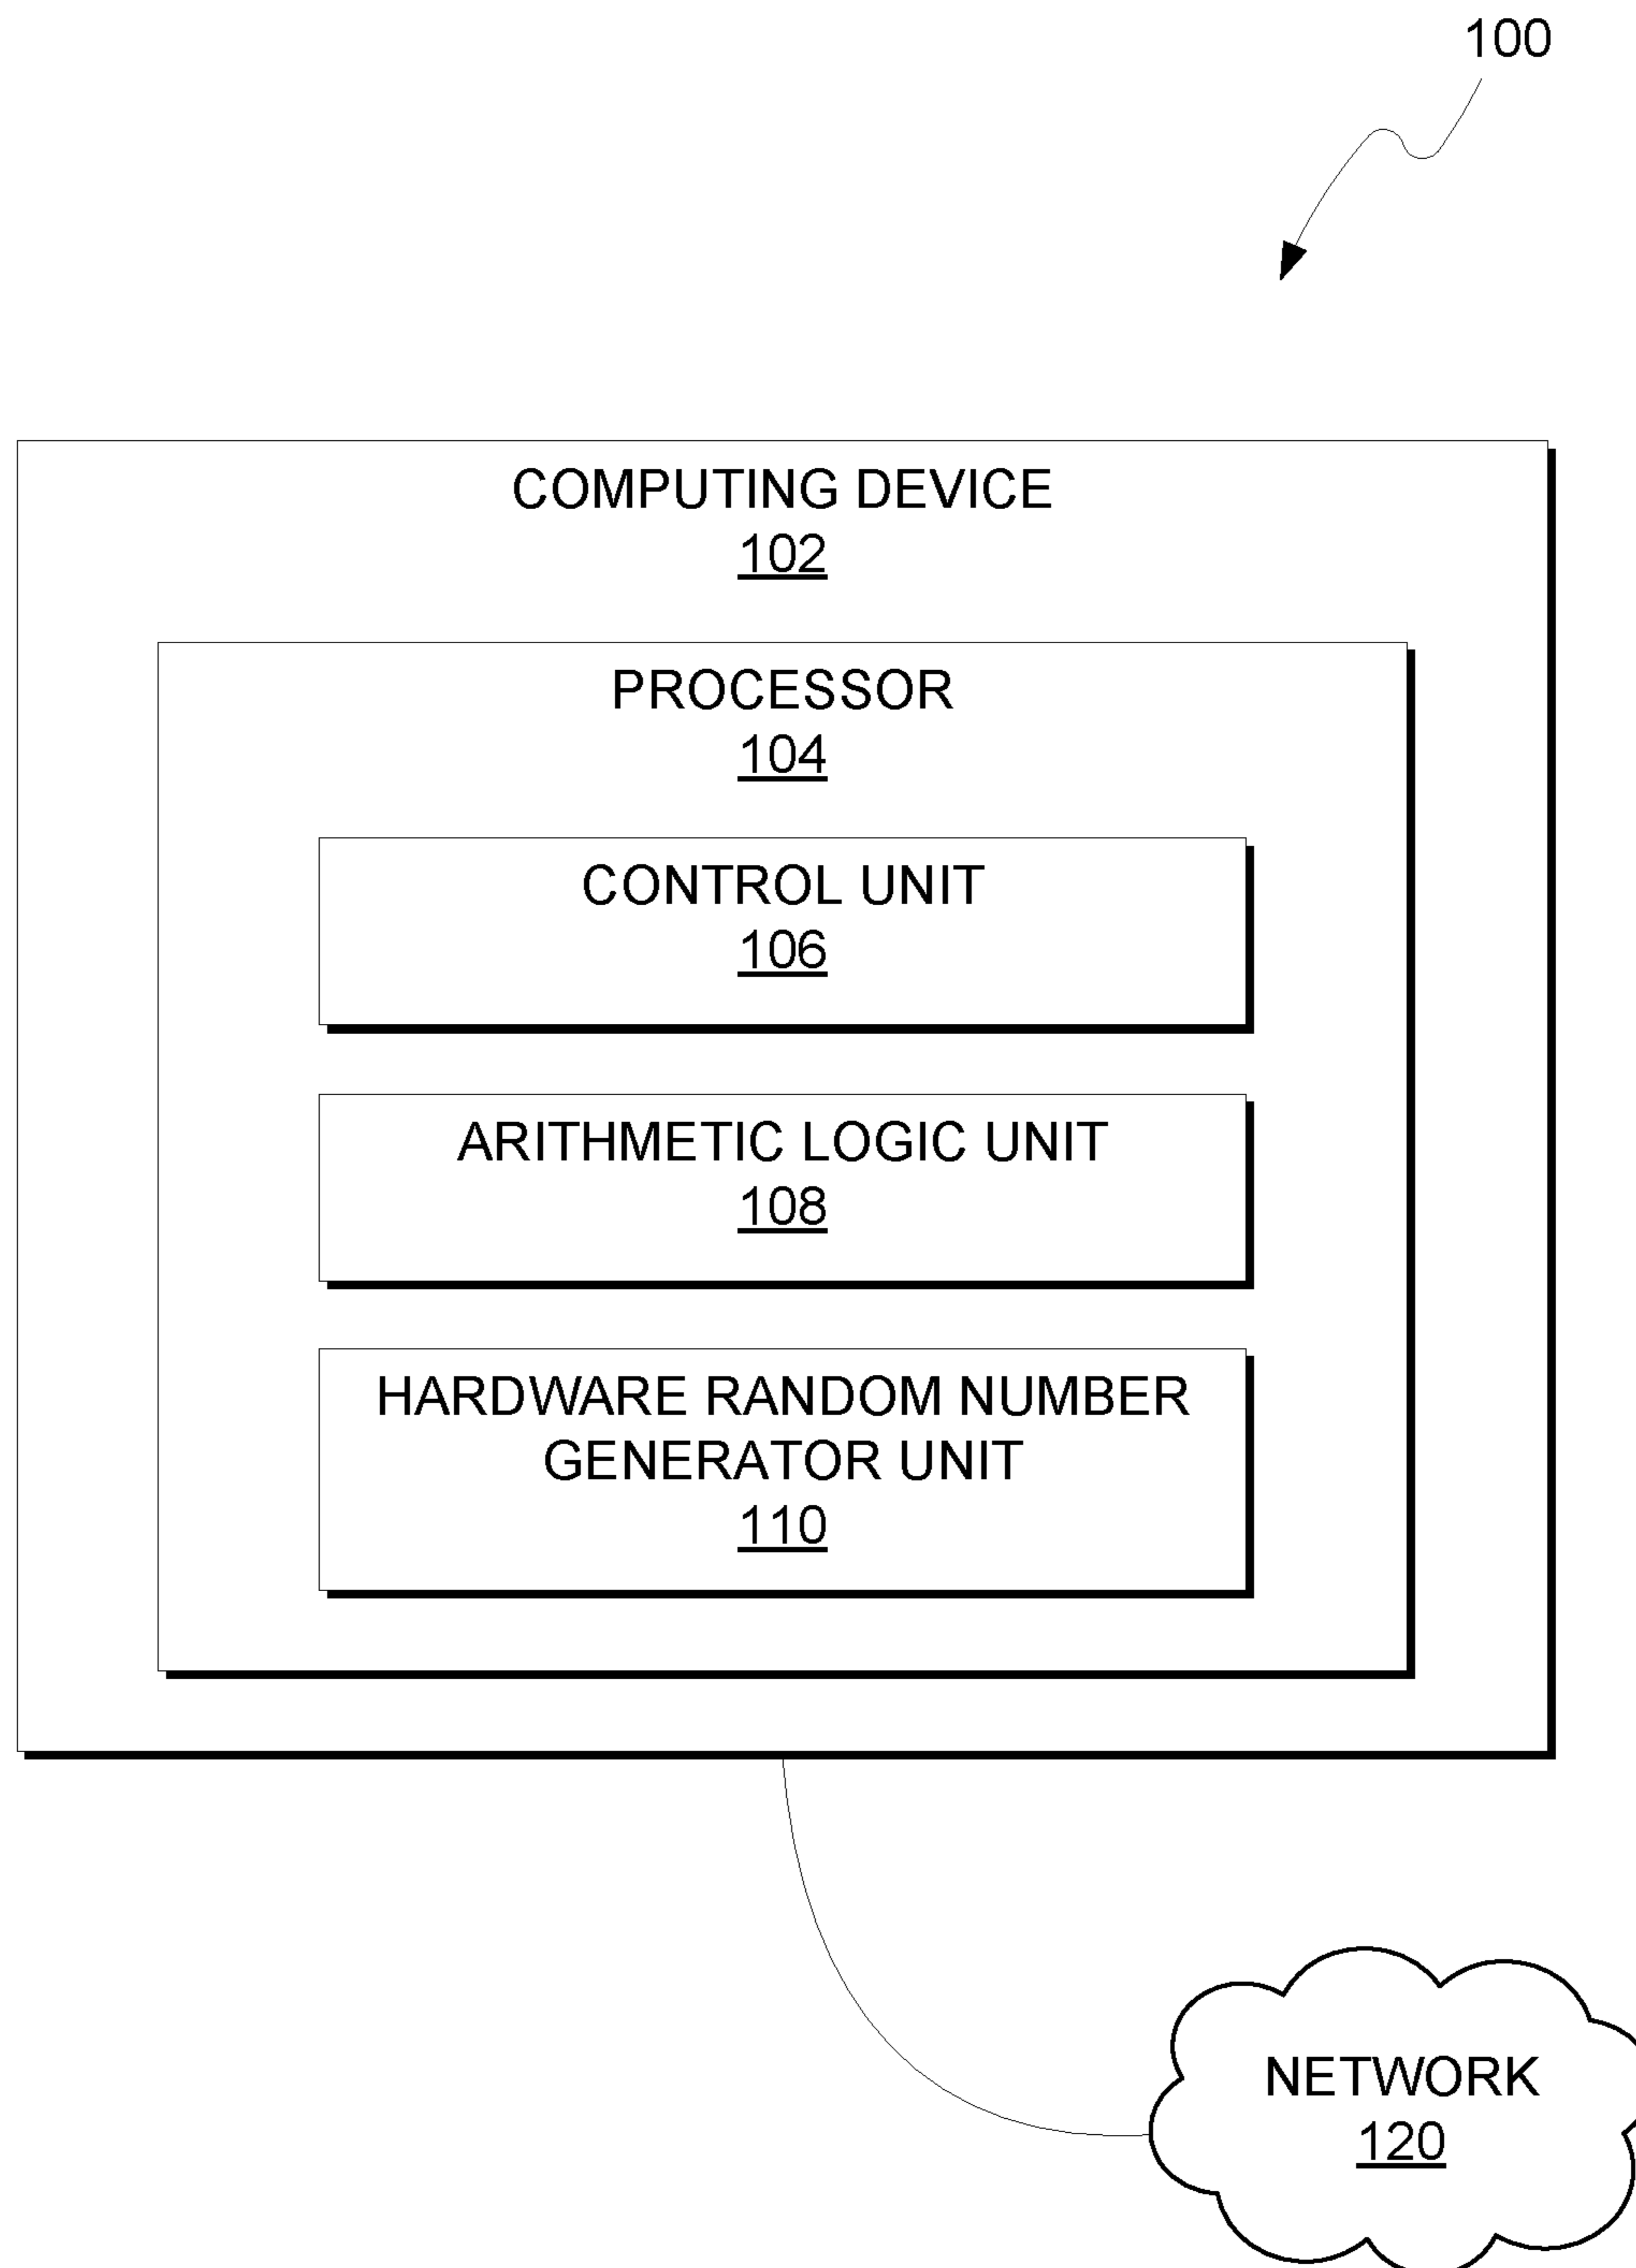 100
COMPUTING DEVICE
102
PROCESSOR
104
CONTROL UNIT
106
ARITHMETIC LOGIC UNIT
108
HARDWARE RANDOM NUMBER
GENERATOR UNIT
110
NETWORK
120